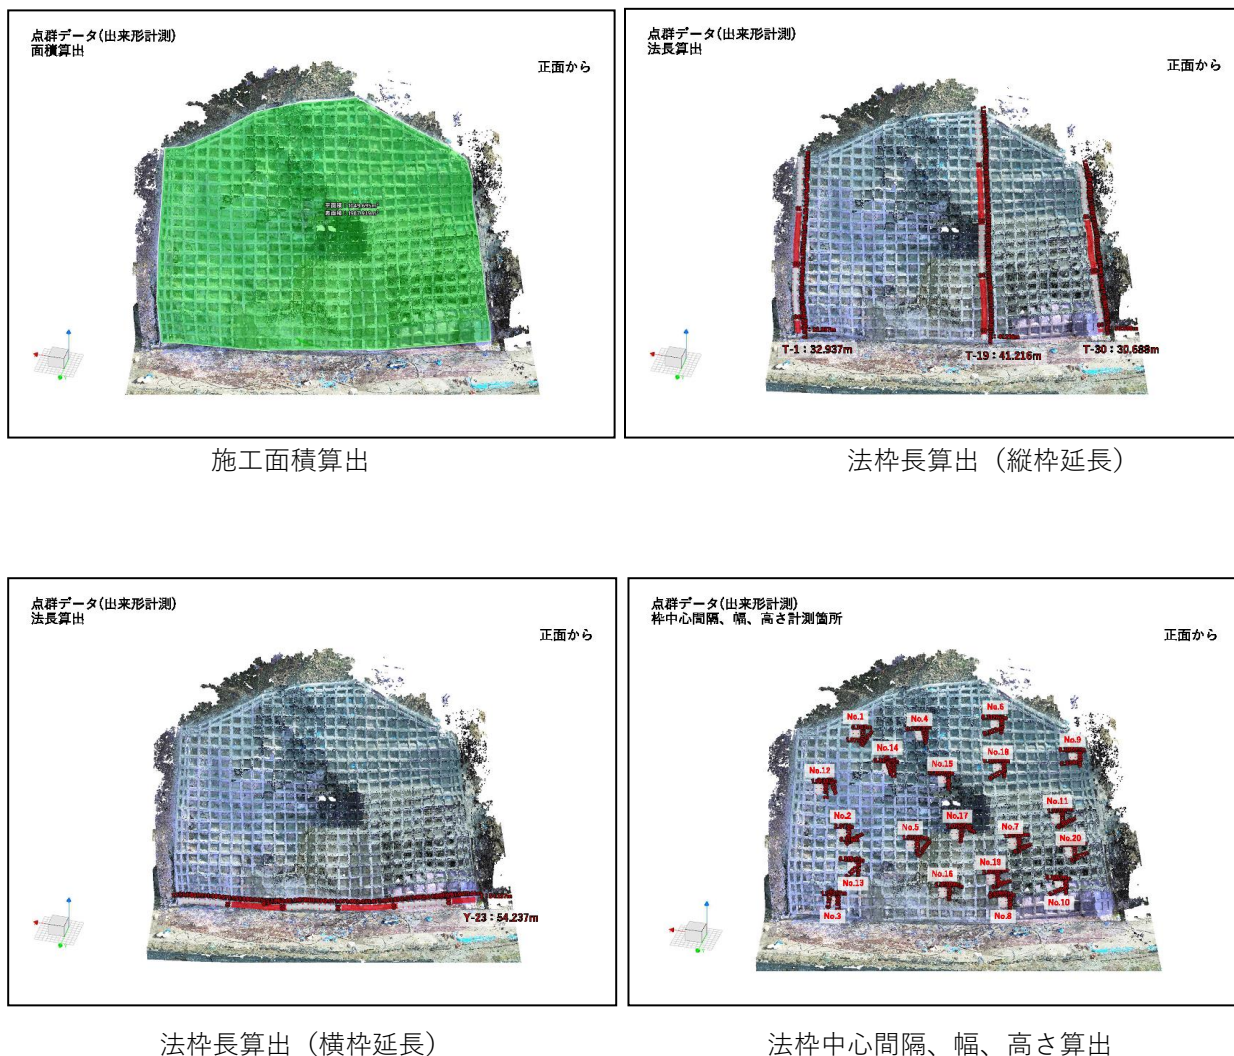 点群データ(出来形計測)
面積算出
正面から
施工面積算出
点群データ(出来形計測)
法長算出
正面から
T-1：32.937m
T-19：41.216m
T-30：30.688m
法枠長算出（縦枠延長）
点群データ(出来形計測)
法長算出
正面から
Y-23：54.237m
法枠長算出（横枠延長）
点群データ(出来形計測)
枠中心間隔、幅、高さ計測箇所
正面から
No.1
No.4
No.6
No.9
No.14
No.18
No.12
No.15
No.11
No.2
No.5
No.17
No.7
No.20
No.13
No.16
No.10
No.3
No.8
法枠中心間隔、幅、高さ算出